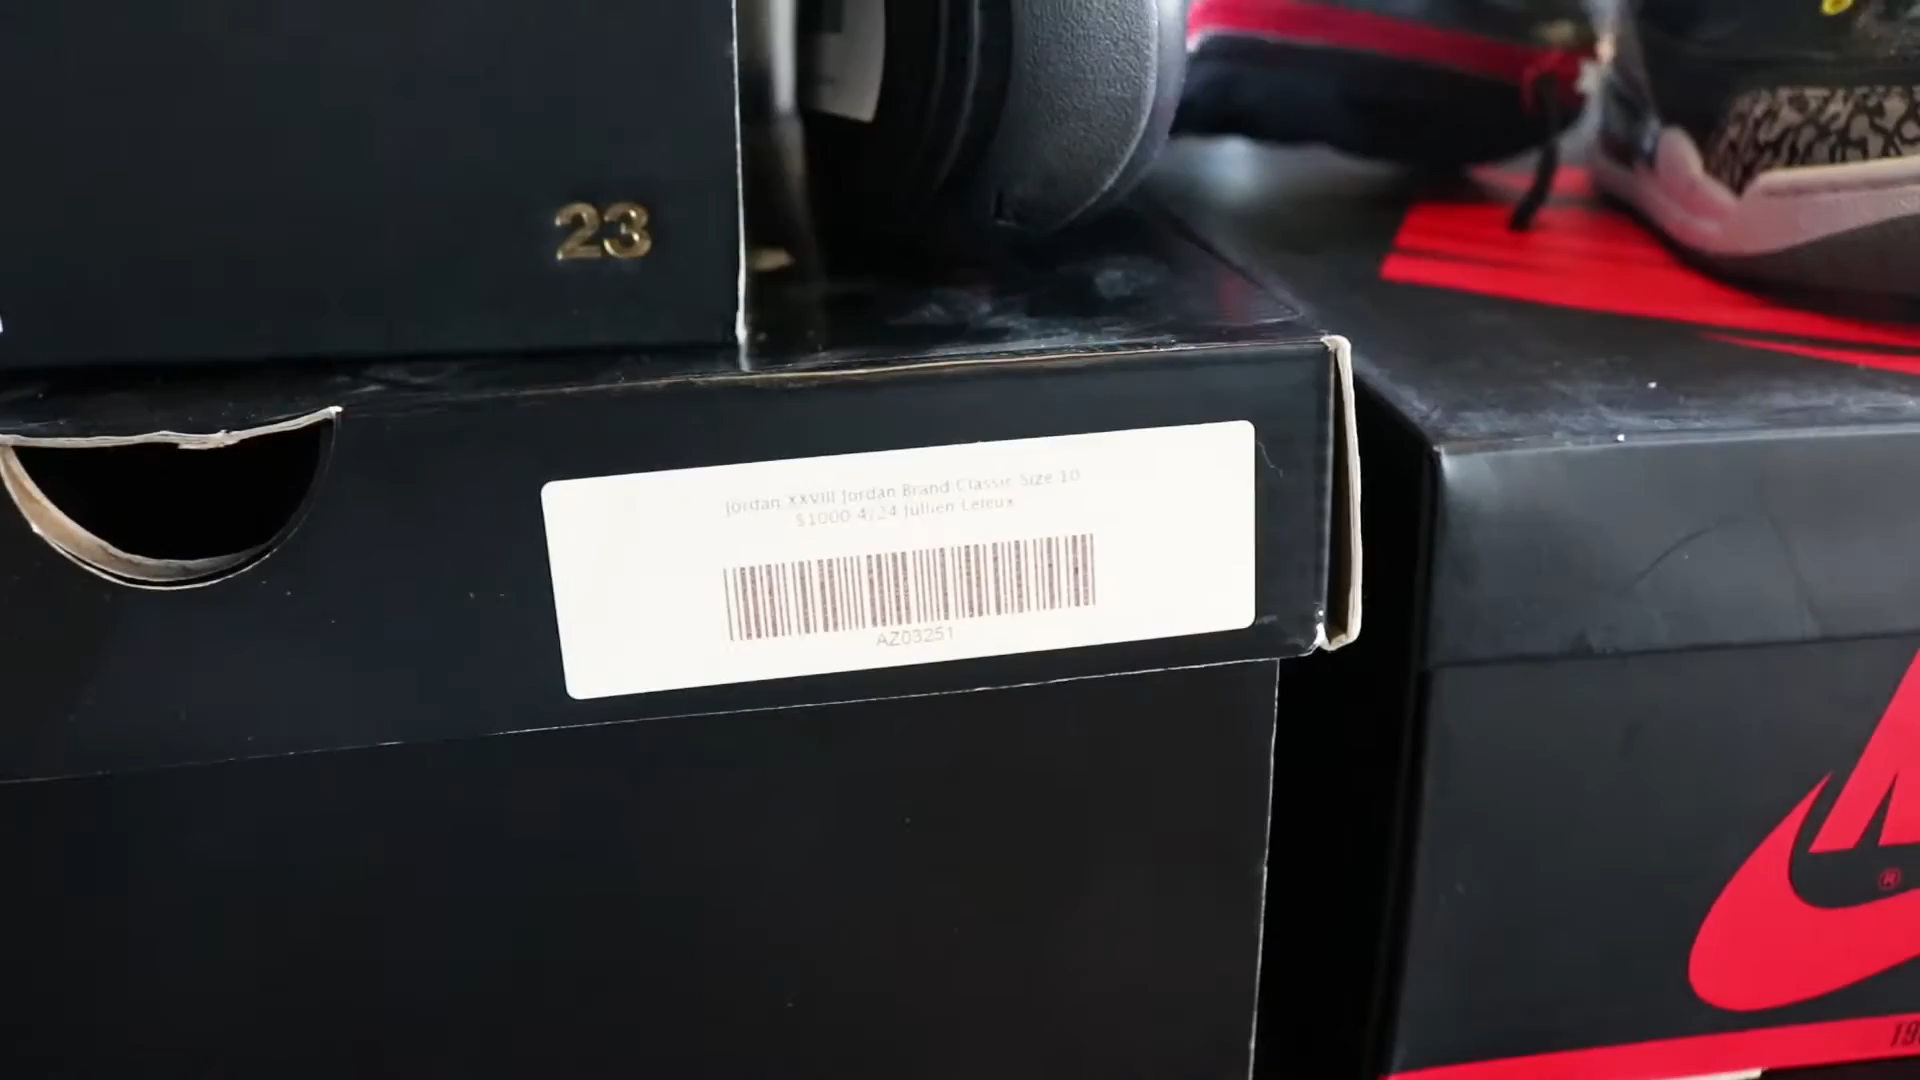 23
Jordan XXVIII Jordan Brand Classic Size 10
$1000 4/24 Jullien Leleux
AZ03251
®